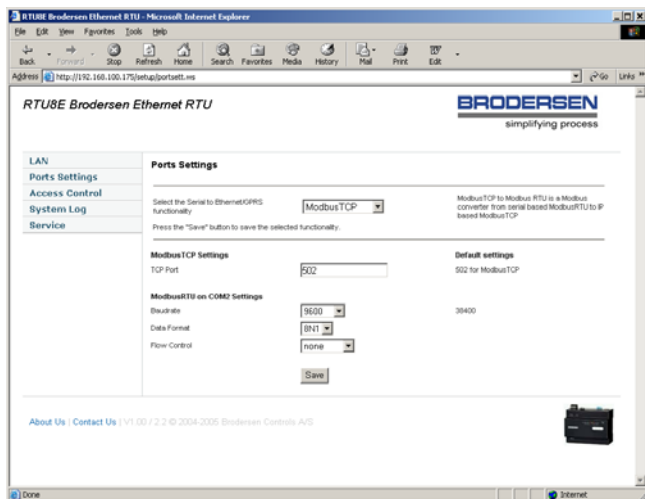 RTU8E Brodersen Ethernet RTU - Microsoft Internet Explorer
File Edit View Favorites Tools Help
Back Forward Stop Refresh Home Search Favorites Media History Mail Print Edit
Address http://192.168.100.175/setup/portsett.ws Go Links »
RTU8E Brodersen Ethernet RTU
BRODERSEN
simplifying process
LAN
Ports Settings
Access Control
System Log
Service
Ports Settings
Select the Serial to Ethernet/GPRS
functionality
ModbusTCP
ModbusTCP to Modbus RTU is a Modbus
converter from serial based ModbusRTU to IP
based ModbusTCP
Press the "Save" button to save the selected functionality.
ModbusTCP Settings Default settings
TCP Port 502 502 for ModbusTCP
ModbusRTU on COM2 Settings
Baudrate 9600 38400
Data Format 8N1
Flow Control none
Save
About Us | Contact Us | V1.00 / 2.2 © 2004-2005 Brodersen Controls A/S
Done Internet